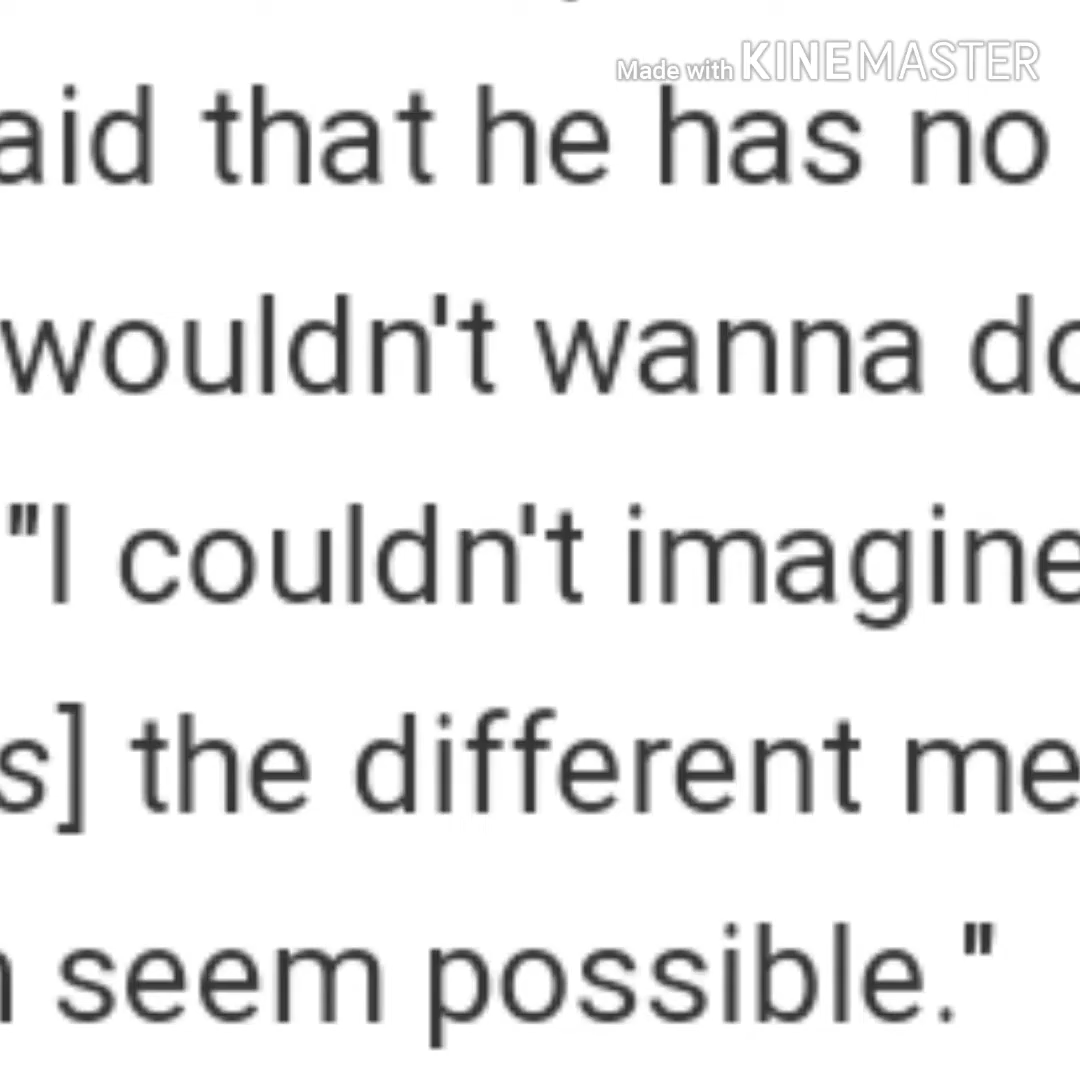 Made with KINEMASTER
aid that he has no
wouldn't wanna do
"I couldn't imagine
s] the different me
seem possible."